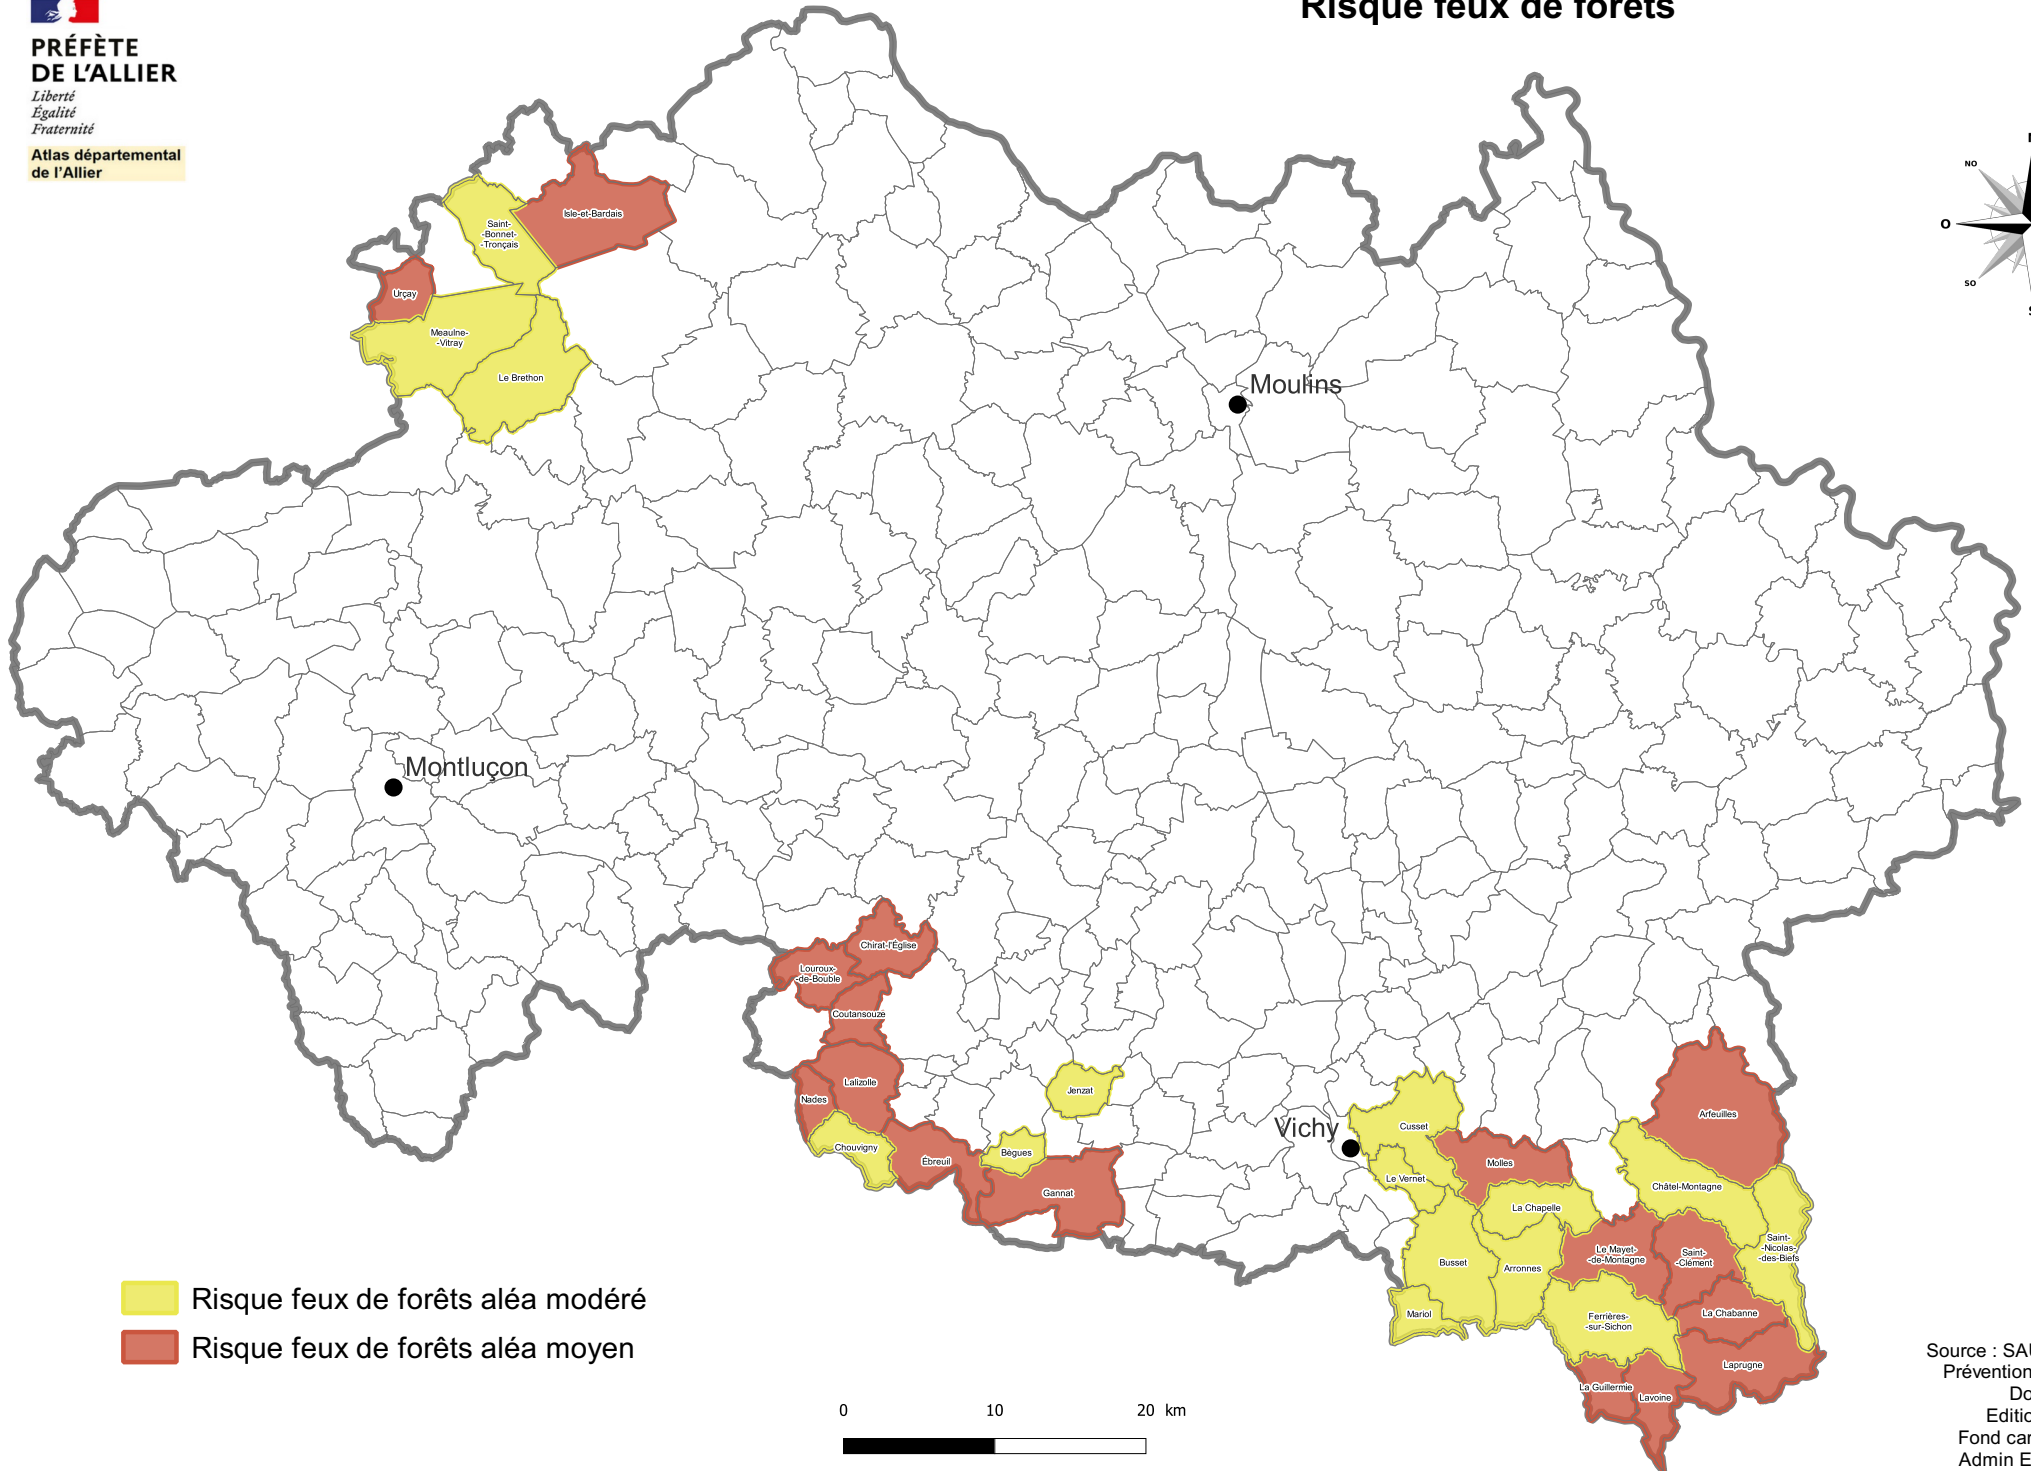 Risque feux de forêts
PRÉFÈTE
DE L'ALLIER
Liberté
Égalité
Fraternité
Atlas départemental
de l'Allier
NO
O
SO
Isle-et-Bardais
Saint-
-Bonnet-
-Tronçais
Urçay
Meaulne-
-Vitray
Le Brethon
Moulins
Montluçon
Chirat-l'Église
Louroux-
-de-Bouble
Coutansouze
Lalizolle
Nades
Chouvigny
Ébreuil
Bègues
Jenzat
Gannat
Vichy
Cusset
Le Vernet
Molles
La Chapelle
Busset
Arronnes
Mariol
Arfeuilles
Châtel-Montagne
Saint-
-Nicolas-
-des-Biefs
Le Mayet-
-de-Montagne
Saint-
-Clément
La Chabanne
Ferrières-
-sur-Sichon
Laprugne
La Guillermie
Lavoine
Risque feux de forêts aléa modéré
Risque feux de forêts aléa moyen
0 10 20 km
Source :
Prévention
Fond
Admin